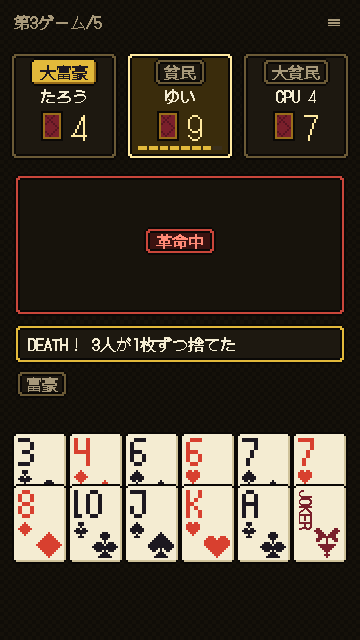 第3ゲーム/5
大富豪
たろう
4
貧民
ゆい
9
大貧民
CPU 4
7
革命中
DEATH! 3人が1枚ずつ捨てた
富豪
3 4 6 6 7 7
8 10 J K A JOKER